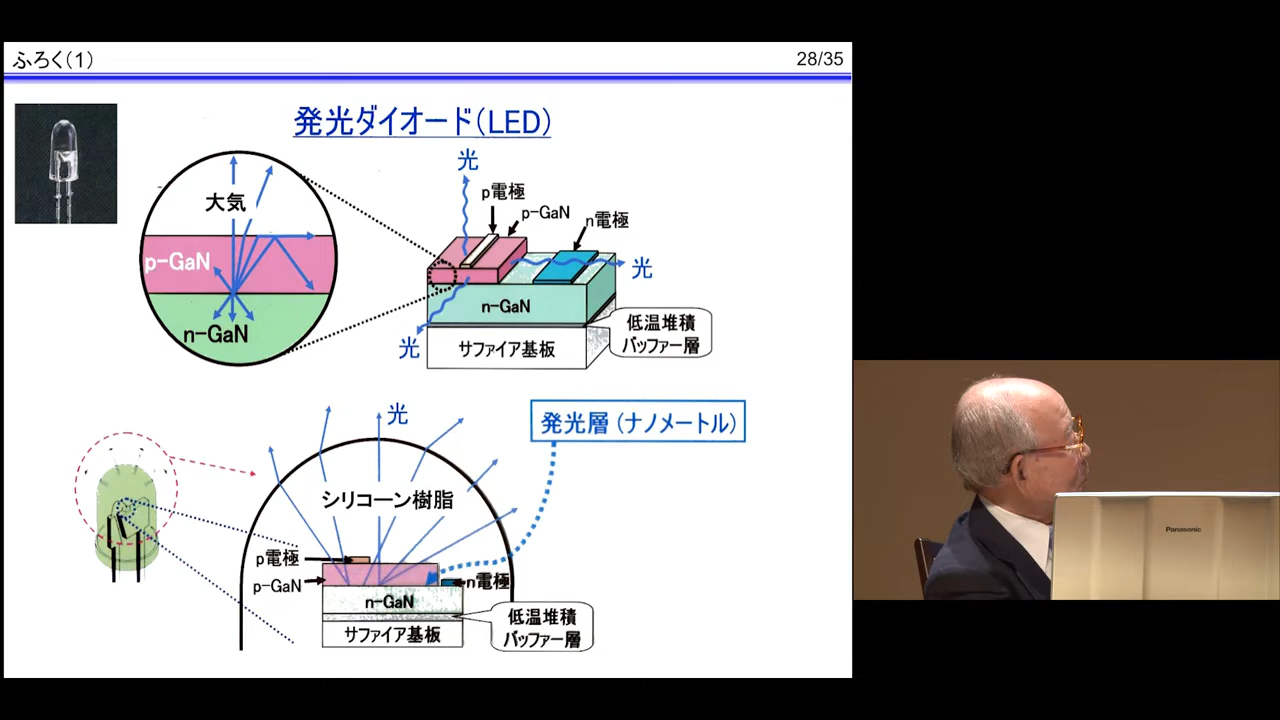 ふろく(1)
28/35
発光ダイオード(LED)
光
大気
p電極
p-GaN
n電極
p-GaN
光
n-GaN
n-GaN
低温堆積
バッファー層
光
サファイア基板
光
発光層(ナノメートル)
シリコーン樹脂
p電極
p-GaN
n電極
n-GaN
低温堆積
バッファー層
サファイア基板
Panasonic